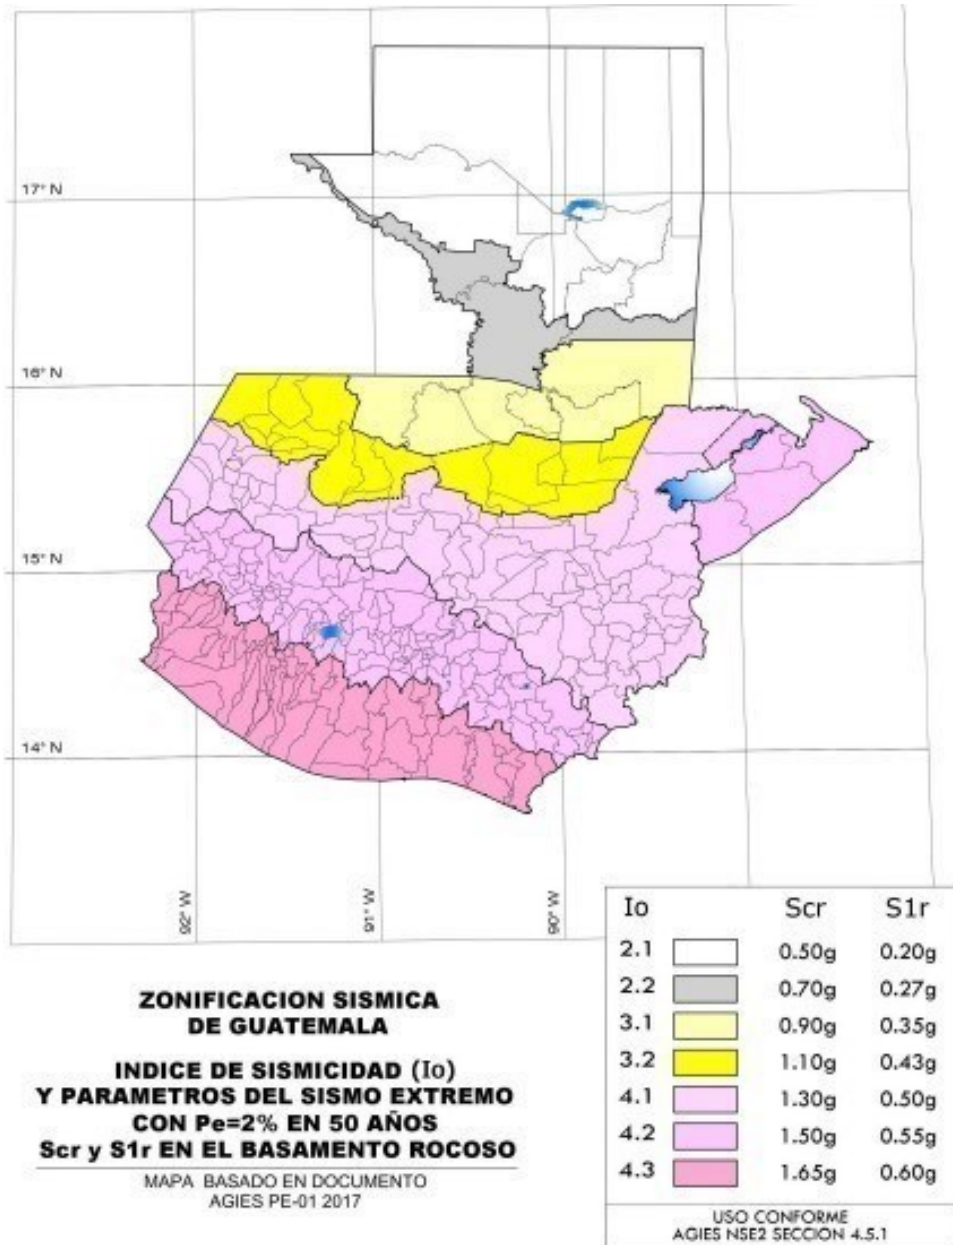 17° N
16° N
15° N
14° N
92° W
91° W
90° W
Io Scr S1r
2.1 0.50g 0.20g
2.2 0.70g 0.27g
3.1 0.90g 0.35g
3.2 1.10g 0.43g
4.1 1.30g 0.50g
4.2 1.50g 0.55g
4.3 1.65g 0.60g
USO CONFORME
AGIES NSE2 SECCION 4.5.1
ZONIFICACION SISMICA
DE GUATEMALA
INDICE DE SISMICIDAD (Io)
Y PARAMETROS DEL SISMO EXTREMO
CON Pe=2% EN 50 AÑOS
Scr y S1r EN EL BASAMENTO ROCOSO
MAPA BASADO EN DOCUMENTO
AGIES PE-01 2017